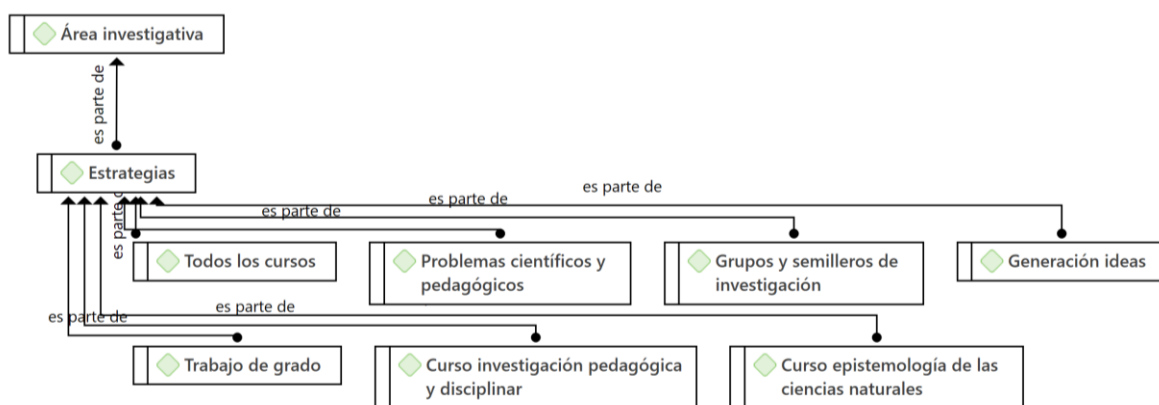 Área investigativa
es parte de
Estrategias
es parte de
es parte de
es parte de
es parte
Todos los cursos
Problemas científicos y
pedagógicos
Grupos y semilleros de
investigación
Generación ideas
es parte de
es parte de
Trabajo de grado
Curso investigación pedagógica
y disciplinar
Curso epistemología de las
ciencias naturales